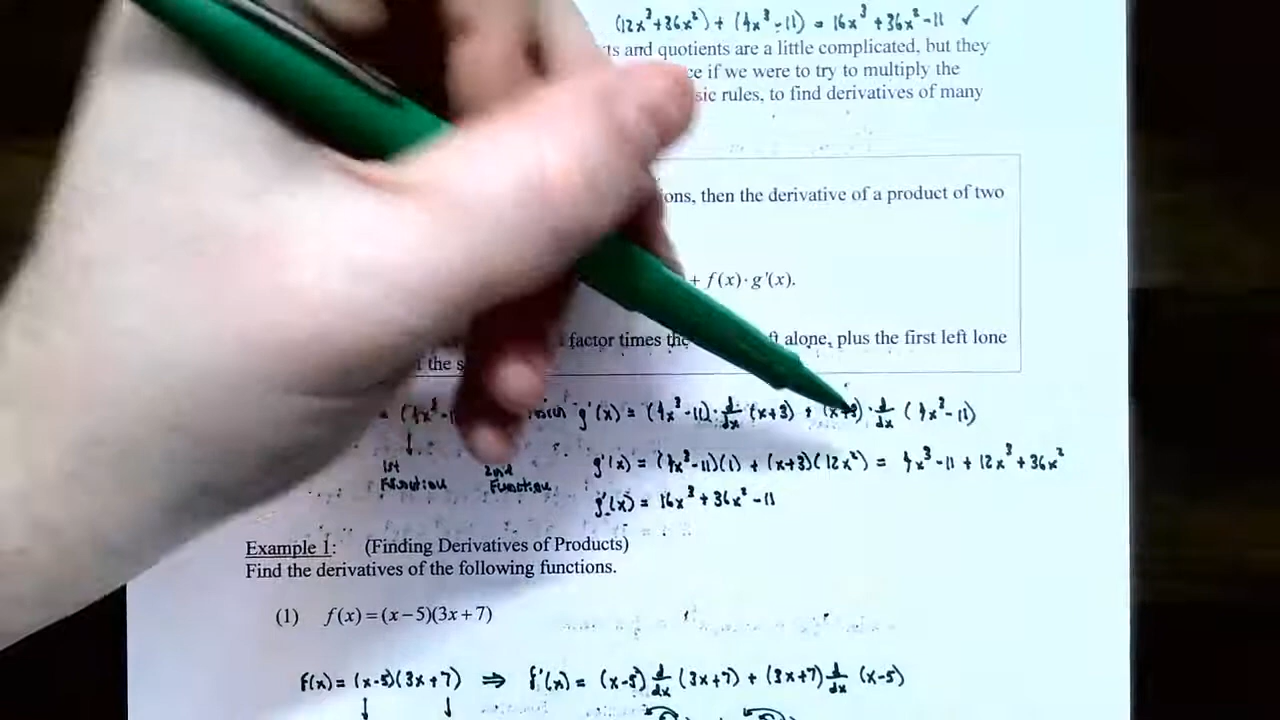 (12x³+36x²) + (4x³-11) = 16x³+36x²-11 ✓
ts and quotients are a little complicated, but they
ce if we were to try to multiply the
sic rules, to find derivatives of many
ons, then the derivative of a product of two
+ f(x)·g'(x).
factor times the alone, plus the first left lone
the s
= (4x³-1 g'(x) = (4x³-11)·d/dx (x+3) + (x+3)·d/dx (4x³-11)
1st Function 2nd Function
g'(x) = (4x³-11)(1) + (x+3)(12x²) = 4x³-11+12x³+36x²
g'(x) = 16x³+36x²-11
Example 1: (Finding Derivatives of Products)
Find the derivatives of the following functions.
(1) f(x)=(x−5)(3x+7)
f(x)= (x-5)(3x+7) ⇒ f'(x) = (x-5) d/dx (3x+7) + (3x+7) d/dx (x-5)